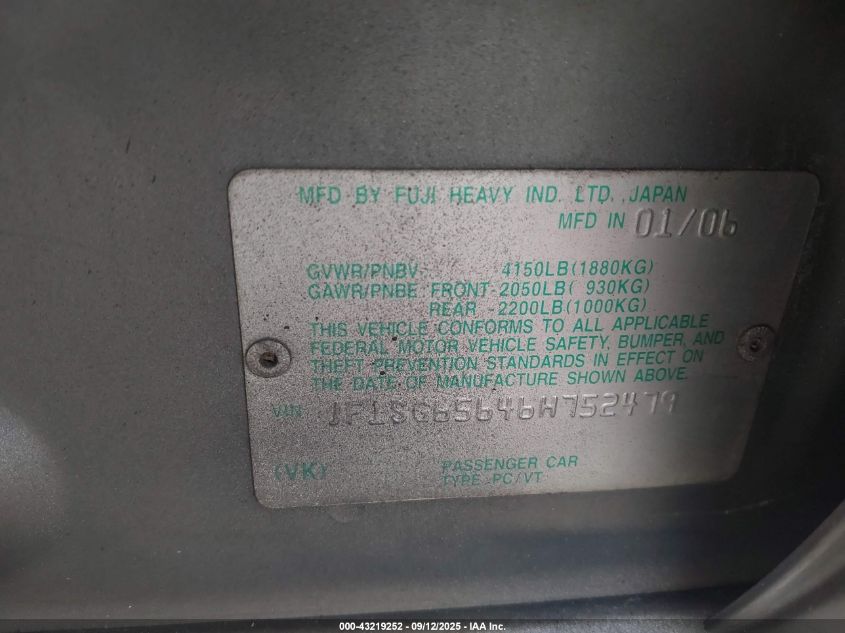 MFD BY FUJI HEAVY IND. LTD. JAPAN
MFD IN 01/06
GVWR/PNBV 4150LB(1880KG)
GAWR/PNBE FRONT 2050LB( 930KG)
REAR 2200LB(1000KG)
THIS VEHICLE CONFORMS TO ALL APPLICABLE
FEDERAL MOTOR VEHICLE SAFETY, BUMPER, AND
THEFT PREVENTION STANDARDS IN EFFECT ON
THE DATE OF MANUFACTURE SHOWN ABOVE.
VIN JF1SG65646H752479
(VK) PASSENGER CAR
TYPE PC/VT
000-43219252 - 09/12/2025 - IAA Inc.